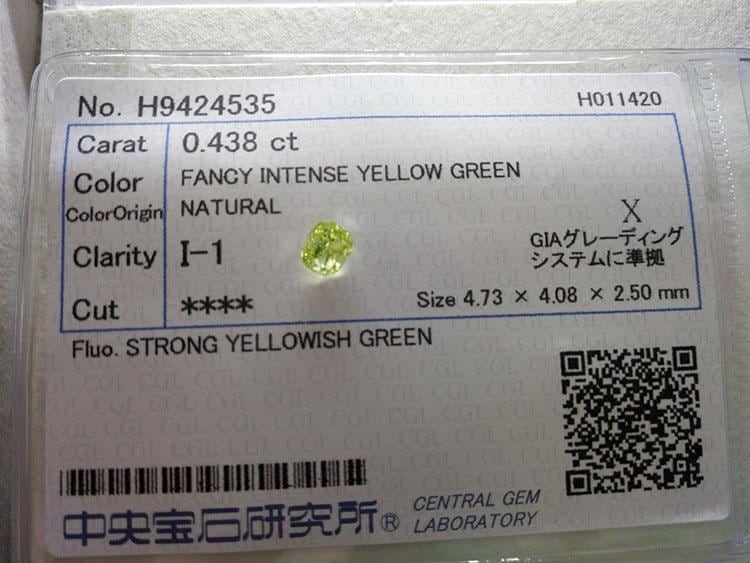 No. H9424535 H011420
Carat 0.438 ct
Color FANCY INTENSE YELLOW GREEN
ColorOrigin NATURAL
X
Clarity I-1 GIAグレーディング
システムに準拠
Cut **** Size 4.73 × 4.08 × 2.50 mm
Fluo. STRONG YELLOWISH GREEN
中央宝石研究所® CENTRAL GEM
LABORATORY